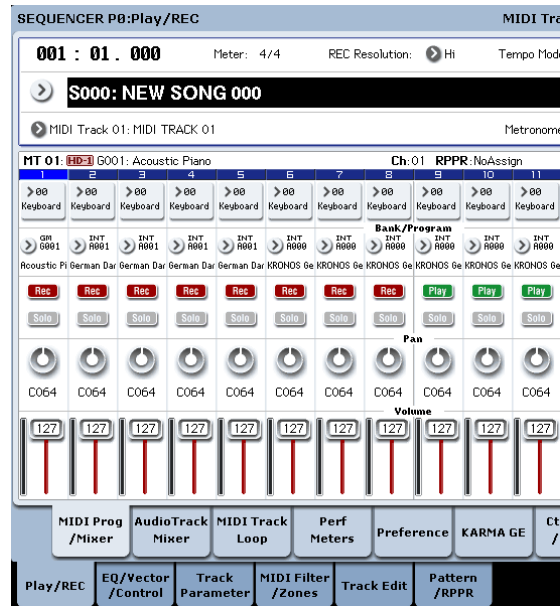 SEQUENCER P0:Play/REC MIDI Tra
001 : 01 . 000 Meter: 4/4 REC Resolution: Hi Tempo Mode
S000: NEW SONG 000
MIDI Track 01: MIDI TRACK 01 Metronome
MT 01: HD-1 G001: Acoustic Piano Ch:01 RPPR:NoAssign
1 2 3 4 5 6 7 8 9 10 11
>00 >00 >00 >00 >00 >00 >00 >00 >00 >00 >00
Keyboard Keyboard Keyboard Keyboard Keyboard Keyboard Keyboard Keyboard Keyboard Keyboard Keyboard
Bank/Program
GM INT INT INT INT INT INT INT INT INT INT
G001 A001 A001 A001 A001 A000 A000 A000 A000 A000 A001
Acoustic Pi German Dar German Dar German Dar German Dar KRONOS Ge KRONOS Ge KRONOS Ge KRONOS Ge KRONOS Ge German Da
Rec Rec Rec Rec Rec Rec Rec Rec Play Play Play
Solo Solo Solo Solo Solo Solo Solo Solo Solo Solo Solo
Pan
C064 C064 C064 C064 C064 C064 C064 C064 C064 C064 C064
Volume
127 127 127 127 127 127 127 127 127 127 127
MIDI Prog AudioTrack MIDI Track Perf Preference KARMA GE Ct
/Mixer Mixer Loop Meters /
Play/REC EQ/Vector Track MIDI Filter Track Edit Pattern
/Control Parameter /Zones /RPPR